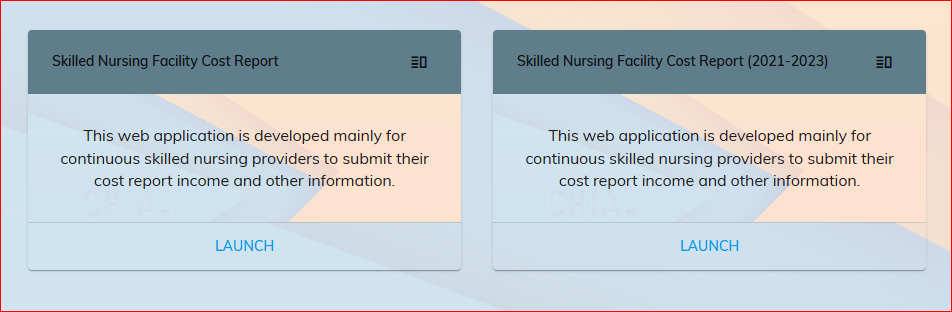 Skilled Nursing Facility Cost Report
This web application is developed mainly for
continuous skilled nursing providers to submit their
cost report income and other information.
CHIA.
LAUNCH
Skilled Nursing Facility Cost Report (2021-2023)
This web application is developed mainly for
continuous skilled nursing providers to submit their
cost report income and other information.
CHIA.
LAUNCH